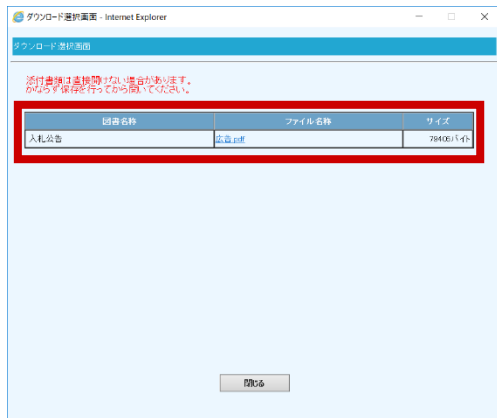 ダウンロード選択画面 - Internet Explorer
ダウンロード選択画面
添付書類は直接開けない場合があります。
かならず保存を行ってから開いてください。
図書名称 ファイル名称 サイズ
入札公告 広告.pdf 79406バイト
閉じる